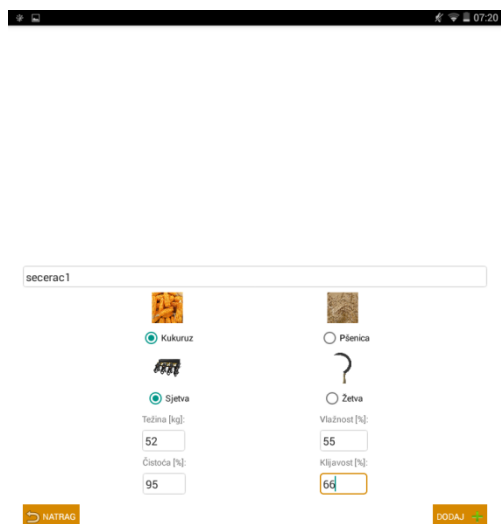 07:20
secerac1
Kukuruz
Pšenica
Sjetva
Žetva
Težina [kg]:
Vlažnost [%]:
52
55
Čistoća [%]:
Klijavost [%]:
95
66
NATRAG
DODAJ